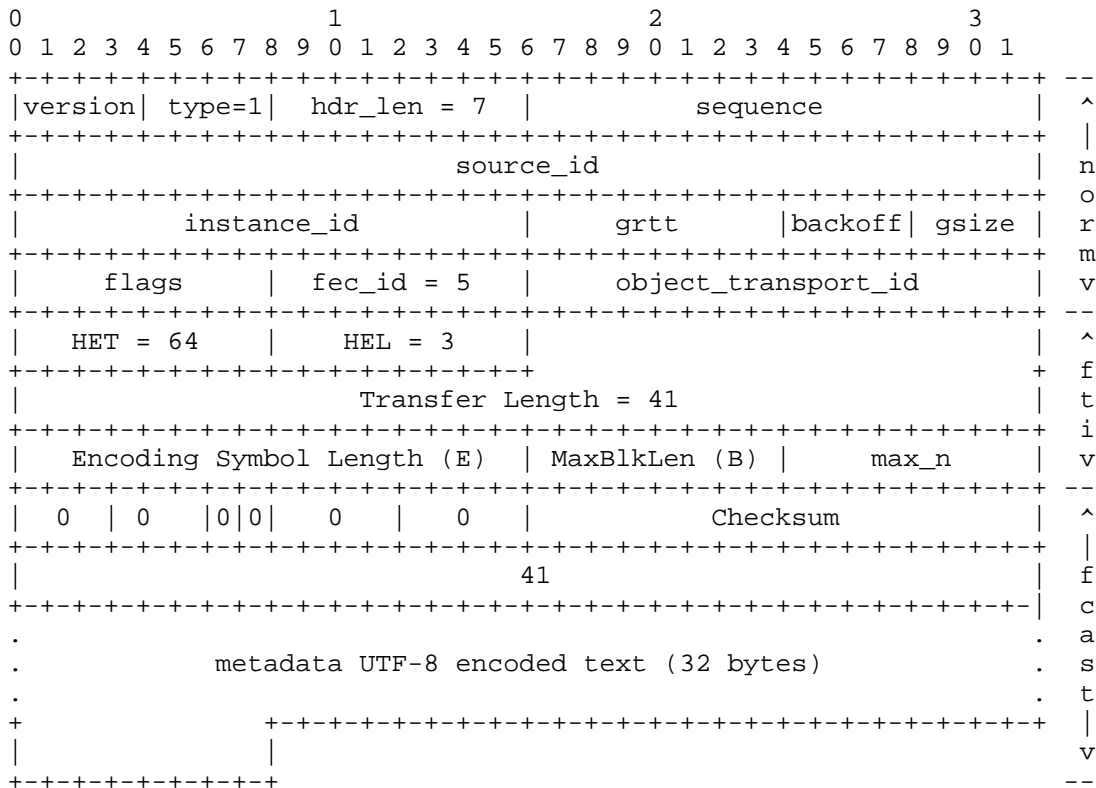 0                   1                   2                   3
0 1 2 3 4 5 6 7 8 9 0 1 2 3 4 5 6 7 8 9 0 1 2 3 4 5 6 7 8 9 0 1
+-+-+-+-+-+-+-+-+-+-+-+-+-+-+-+-+-+-+-+-+-+-+-+-+-+-+-+-+-+-+-+-+ --
|version| type=1|  hdr_len = 7  |          sequence             |  ^
+-+-+-+-+-+-+-+-+-+-+-+-+-+-+-+-+-+-+-+-+-+-+-+-+-+-+-+-+-+-+-+-+  |
|                           source_id                           |  n
+-+-+-+-+-+-+-+-+-+-+-+-+-+-+-+-+-+-+-+-+-+-+-+-+-+-+-+-+-+-+-+-+  o
|          instance_id          |     grtt      |backoff| gsize |  r
+-+-+-+-+-+-+-+-+-+-+-+-+-+-+-+-+-+-+-+-+-+-+-+-+-+-+-+-+-+-+-+-+  m
|     flags     |  fec_id = 5   |     object_transport_id       |  v
+-+-+-+-+-+-+-+-+-+-+-+-+-+-+-+-+-+-+-+-+-+-+-+-+-+-+-+-+-+-+-+-+ --
|   HET = 64    |    HEL = 3    |                               |  ^
+-+-+-+-+-+-+-+-+-+-+-+-+-+-+-+-+                               +  f
|                     Transfer Length = 41                      |  t
+-+-+-+-+-+-+-+-+-+-+-+-+-+-+-+-+-+-+-+-+-+-+-+-+-+-+-+-+-+-+-+-+  i
|   Encoding Symbol Length (E)  | MaxBlkLen (B) |     max_n     |  v
+-+-+-+-+-+-+-+-+-+-+-+-+-+-+-+-+-+-+-+-+-+-+-+-+-+-+-+-+-+-+-+-+ --
|  0  | 0   |0|0|   0   |   0   |           Checksum            |  ^
+-+-+-+-+-+-+-+-+-+-+-+-+-+-+-+-+-+-+-+-+-+-+-+-+-+-+-+-+-+-+-+-+  |
|                               41                              |  f
+-+-+-+-+-+-+-+-+-+-+-+-+-+-+-+-+-+-+-+-+-+-+-+-+-+-+-+-+-+-+-+-|  c
.                                                               .  a
.            metadata UTF-8 encoded text (32 bytes)             .  s
.                                                               .  t
+               +-+-+-+-+-+-+-+-+-+-+-+-+-+-+-+-+-+-+-+-+-+-+-+-+  |
|               |                                                  v
+-+-+-+-+-+-+-+-+                                                 --